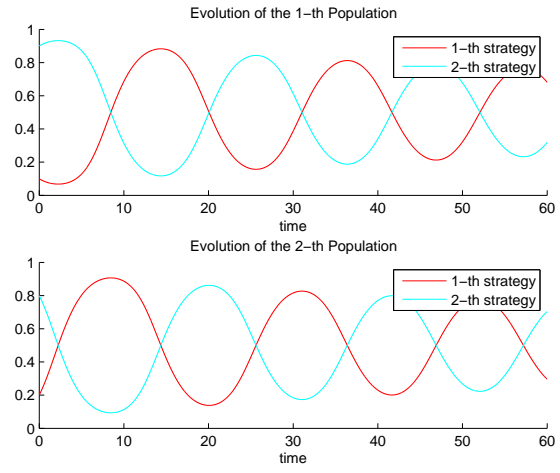 Evolution of the 1−th Population
1
0.8
0.6
0.4
0.2
0
1−th strategy
2−th strategy
0 10 20 30 40 50 60
time
Evolution of the 2−th Population
1
0.8
0.6
0.4
0.2
0
1−th strategy
2−th strategy
0 10 20 30 40 50 60
time